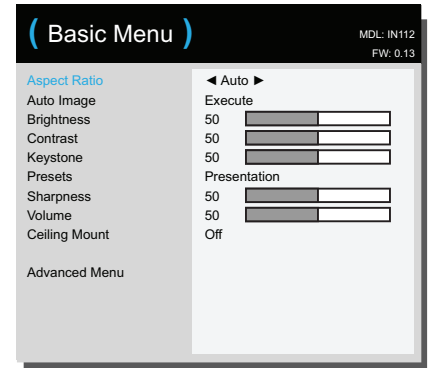 ( Basic Menu )
MDL: IN112
FW: 0.13
Aspect Ratio ◄ Auto ►
Auto Image Execute
Brightness 50
Contrast 50
Keystone 50
Presets Presentation
Sharpness 50
Volume 50
Ceiling Mount Off
Advanced Menu